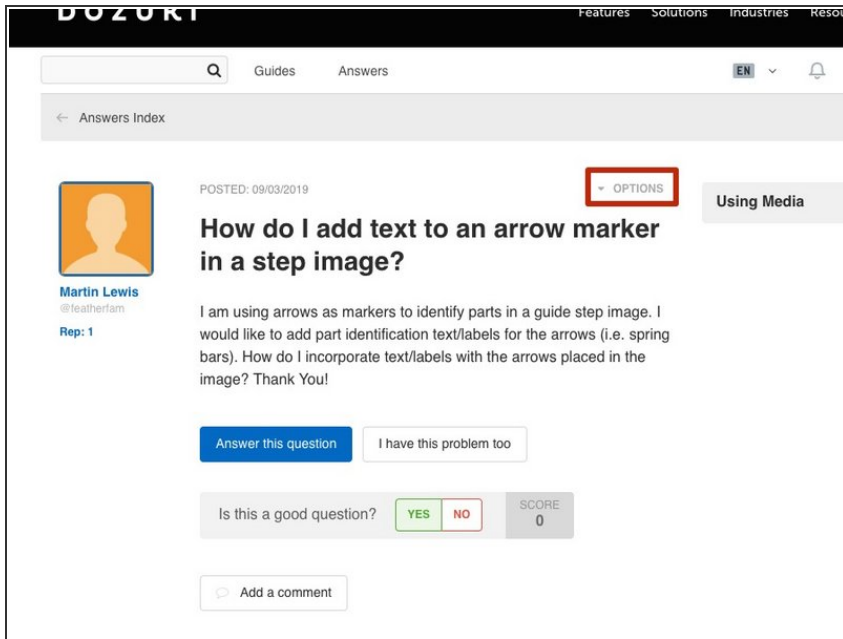 DOZUKI
Features Solutions Industries
Guides Answers
EN
← Answers Index
POSTED: 09/03/2019
OPTIONS
Using Media
How do I add text to an arrow marker
in a step image?
Martin Lewis
@featherfam
Rep: 1
I am using arrows as markers to identify parts in a guide step image. I
would like to add part identification text/labels for the arrows (i.e. spring
bars). How do I incorporate text/labels with the arrows placed in the
image? Thank You!
Answer this question
I have this problem too
Is this a good question?
YES NO
SCORE
0
Add a comment